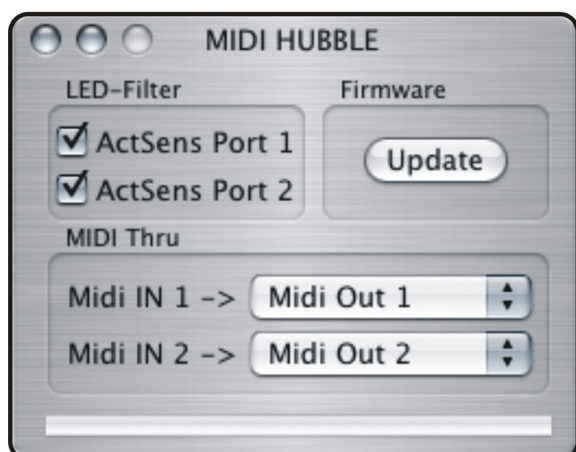 MIDI HUBBLE
LED-Filter
Firmware
ActSens Port 1
Update
ActSens Port 2
MIDI Thru
Midi IN 1 -> Midi Out 1
Midi IN 2 -> Midi Out 2